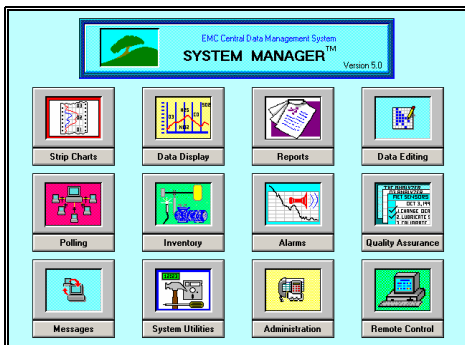 EMC Central Data Management System
SYSTEM MANAGER™
Version 5.0
Strip Charts
Data Display
Reports
Data Editing
Polling
Inventory
Alarms
Quality Assurance
Messages
System Utilities
Administration
Remote Control